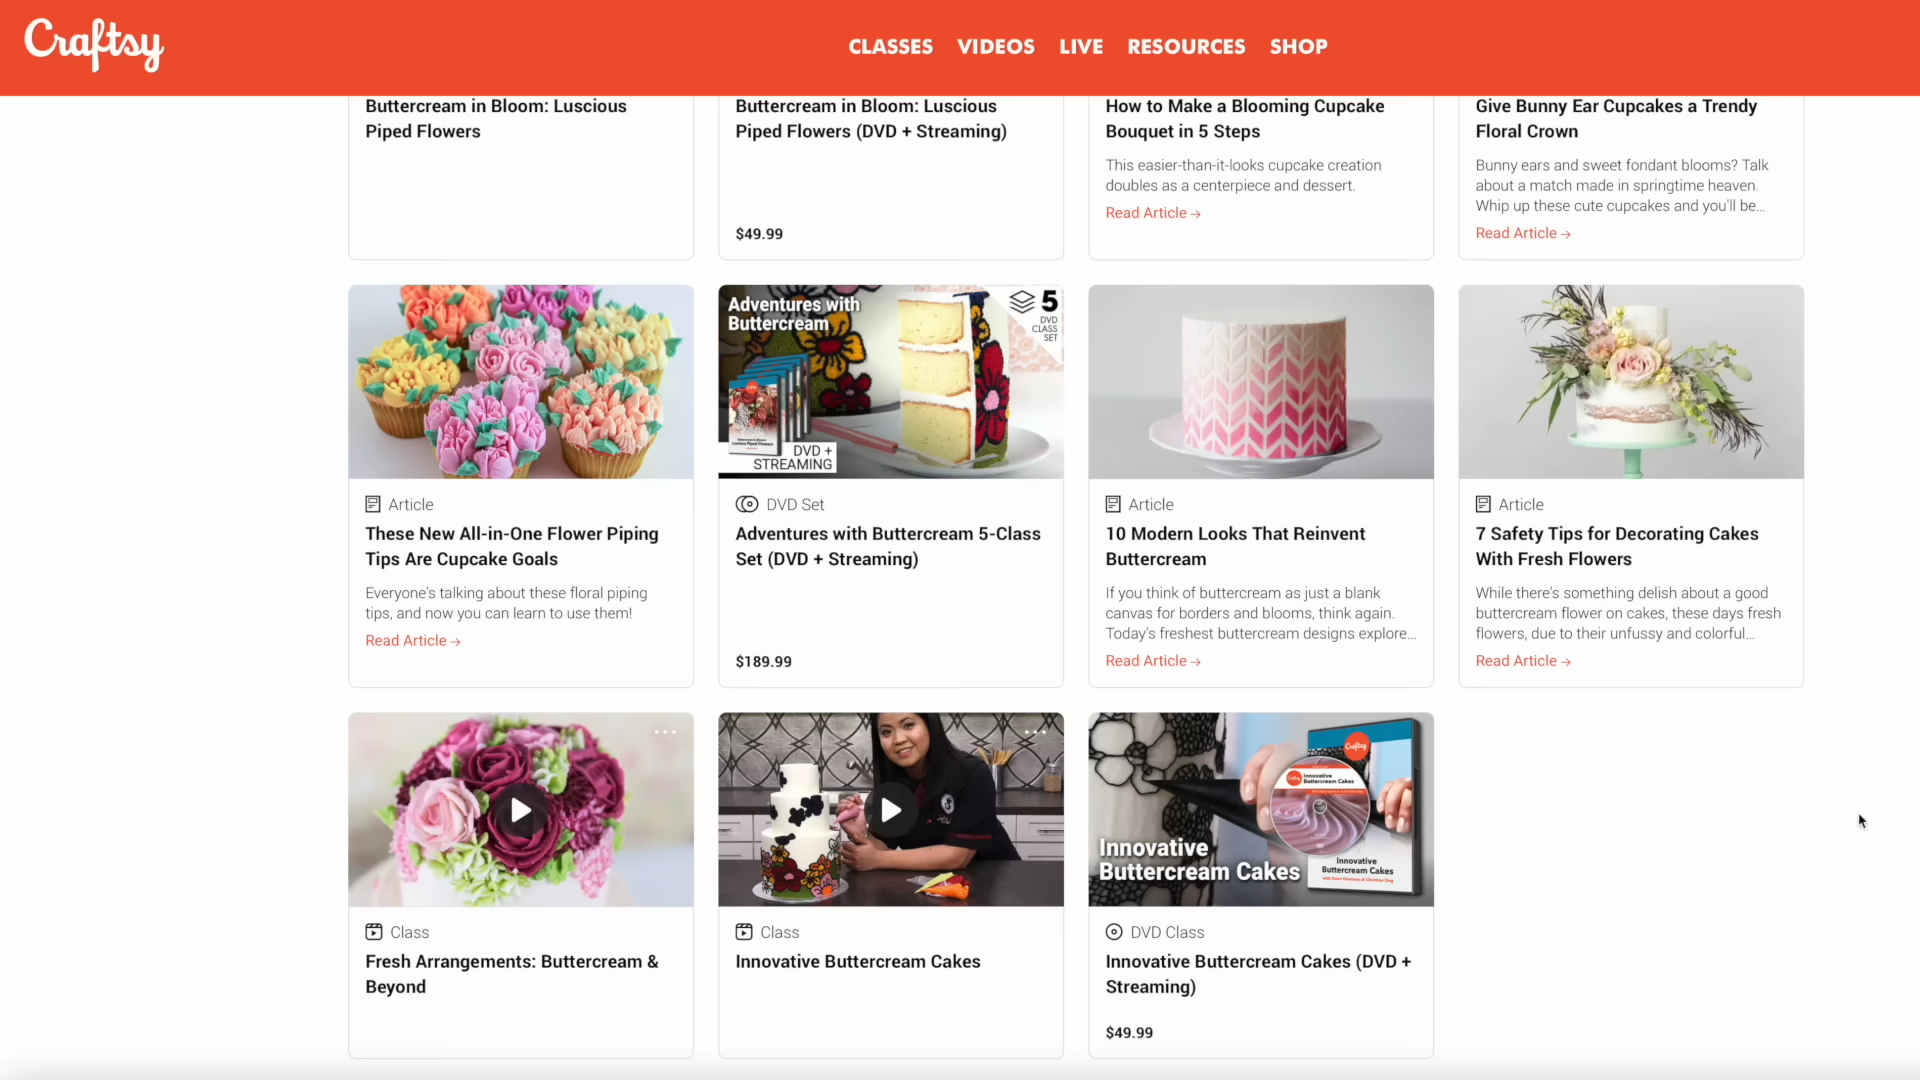 Craftsy
CLASSES VIDEOS LIVE RESOURCES SHOP
Buttercream in Bloom: Luscious
Piped Flowers
Buttercream in Bloom: Luscious
Piped Flowers (DVD + Streaming)
$49.99
How to Make a Blooming Cupcake
Bouquet in 5 Steps
This easier-than-it-looks cupcake creation
doubles as a centerpiece and dessert.
Read Article →
Give Bunny Ear Cupcakes a Trendy
Floral Crown
Bunny ears and sweet fondant blooms? Talk
about a match made in springtime heaven.
Whip up these cute cupcakes and you'll be...
Read Article →
Article
These New All-in-One Flower Piping
Tips Are Cupcake Goals
Everyone's talking about these floral piping
tips, and now you can learn to use them!
Read Article →
Adventures with
Buttercream
5
DVD
CLASS
SET
DVD +
STREAMING
DVD Set
Adventures with Buttercream 5-Class
Set (DVD + Streaming)
$189.99
Article
10 Modern Looks That Reinvent
Buttercream
If you think of buttercream as just a blank
canvas for borders and blooms, think again.
Today's freshest buttercream designs explore...
Read Article →
Article
7 Safety Tips for Decorating Cakes
With Fresh Flowers
While there's something delish about a good
buttercream flower on cakes, these days fresh
flowers, due to their unfussy and colorful...
Read Article →
Class
Fresh Arrangements: Buttercream &
Beyond
Class
Innovative Buttercream Cakes
Craftsy
Innovative
Buttercream Cakes
Innovative
Buttercream Cakes
Innovative
Buttercream Cakes
DVD Class
Innovative Buttercream Cakes (DVD +
Streaming)
$49.99